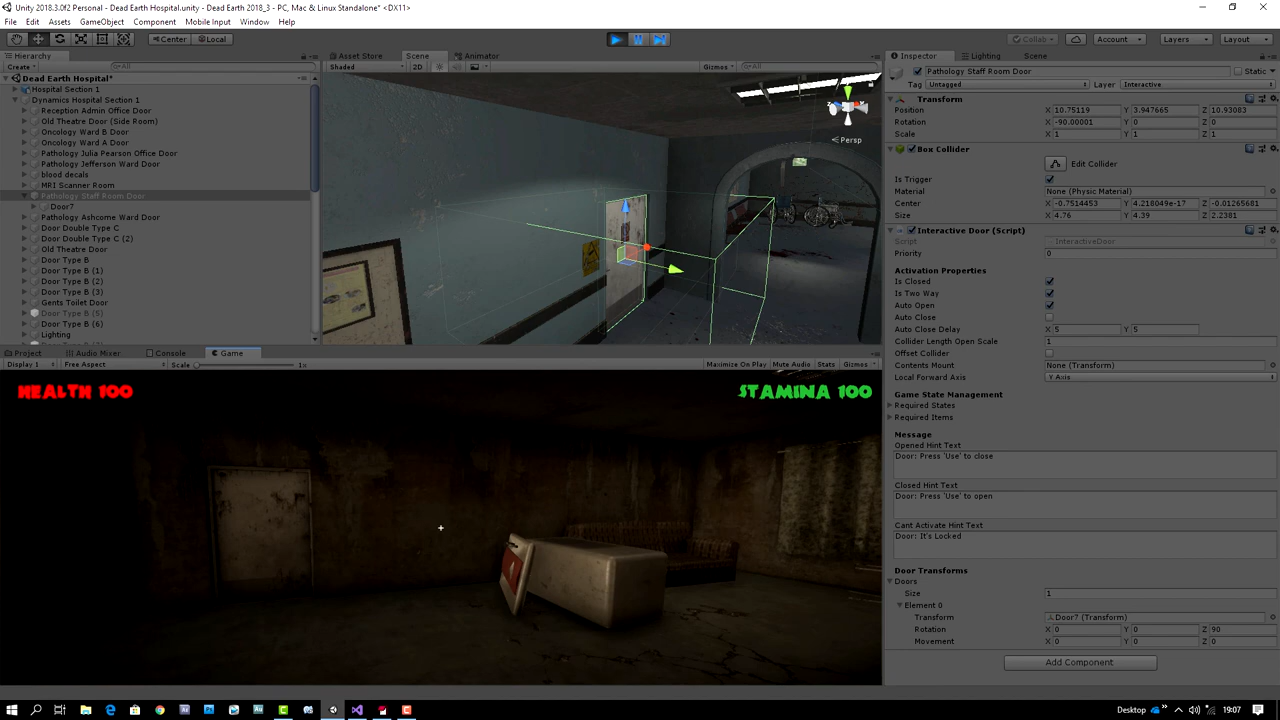 Unity 2018.3.0f2 Personal - Dead Earth Hospital.unity - Dead Earth 2018_3 - PC, Mac & Linux Standalone* <DX11>
File Edit Assets GameObject Component Mobile Input Window Help
Center Local Collab Account Layers Layout
Hierarchy Asset Store Scene Animator Inspector Lighting Scene
Create All Shaded 2D Gizmos All
Pathology Staff Room Door Static
Tag Untagged Layer Interactive
Dead Earth Hospital*
Hospital Section 1
Dynamics Hospital Section 1
Reception Admin Office Door
Old Theatre Door (Side Room)
Oncology Ward B Door
Oncology Ward A Door
Pathology Julia Pearson Office Door
Pathology Jefferson Ward Door
blood decals
MRI Scanner Room
Pathology Staff Room Door
Door7
Pathology Ashcome Ward Door
Door Double Type C
Door Double Type C (2)
Old Theatre Door
Door Type B
Door Type B (1)
Door Type B (2)
Door Type B (3)
Gents Toilet Door
Door Type B (5)
Door Type B (6)
Lighting
Persp
Transform
Position X 10.75119 Y 3.947665 Z 10.93083
Rotation X -90.00001 Y 0 Z 0
Scale X 1 Y 1 Z 1
Box Collider
Edit Collider
Is Trigger
Material None (Physic Material)
Center X -0.7514453 Y 4.218049e-17 Z -0.01265681
Size X 4.76 Y 4.39 Z 2.2381
Interactive Door (Script)
Script InteractiveDoor
Priority 0
Activation Properties
Is Closed
Is Two Way
Auto Open
Auto Close
Auto Close Delay X 5 Y 5
Collider Length Open Scale 1
Offset Collider
Contents Mount None (Transform)
Local Forward Axis Y Axis
Game State Management
Required States
Required Items
Message
Opened Hint Text
Door: Press 'Use' to close
Closed Hint Text
Door: Press 'Use' to open
Cant Activate Hint Text
Door: It's Locked
Door Transforms
Doors
Size 1
Element 0
Transform Door7 (Transform)
Rotation X 0 Y 0 Z 90
Movement X 0 Y 0 Z 0
Add Component
Project Audio Mixer Console Game
Display 1 Free Aspect Scale 1x Maximize On Play Mute Audio Stats Gizmos
HEALTH 100 STAMINA 100
Desktop 19:07